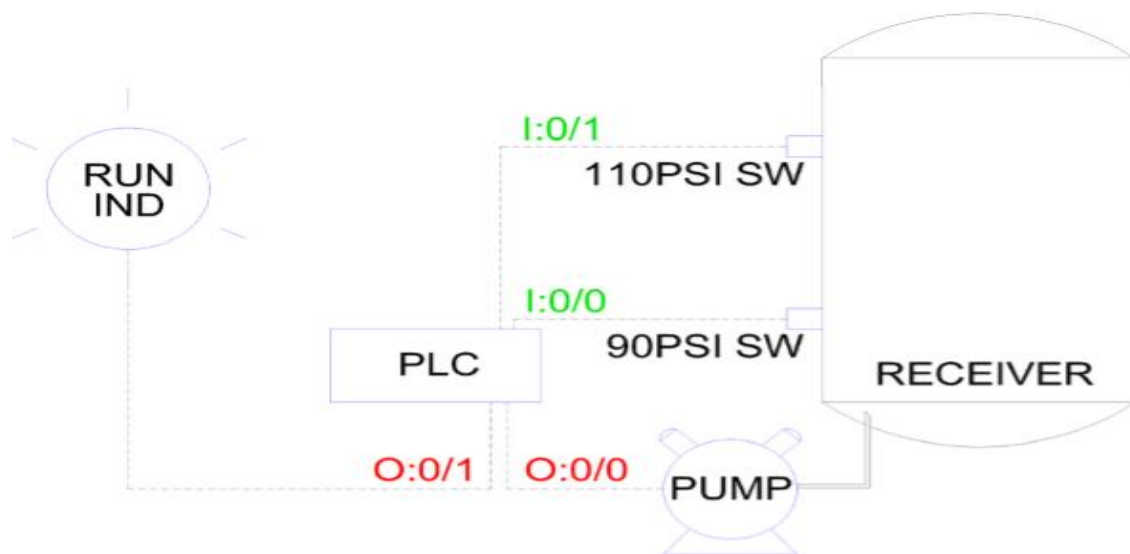 I:0/1
RUN
IND
110PSI SW
I:0/0
90PSI SW
PLC
RECEIVER
O:0/1
O:0/0
PUMP